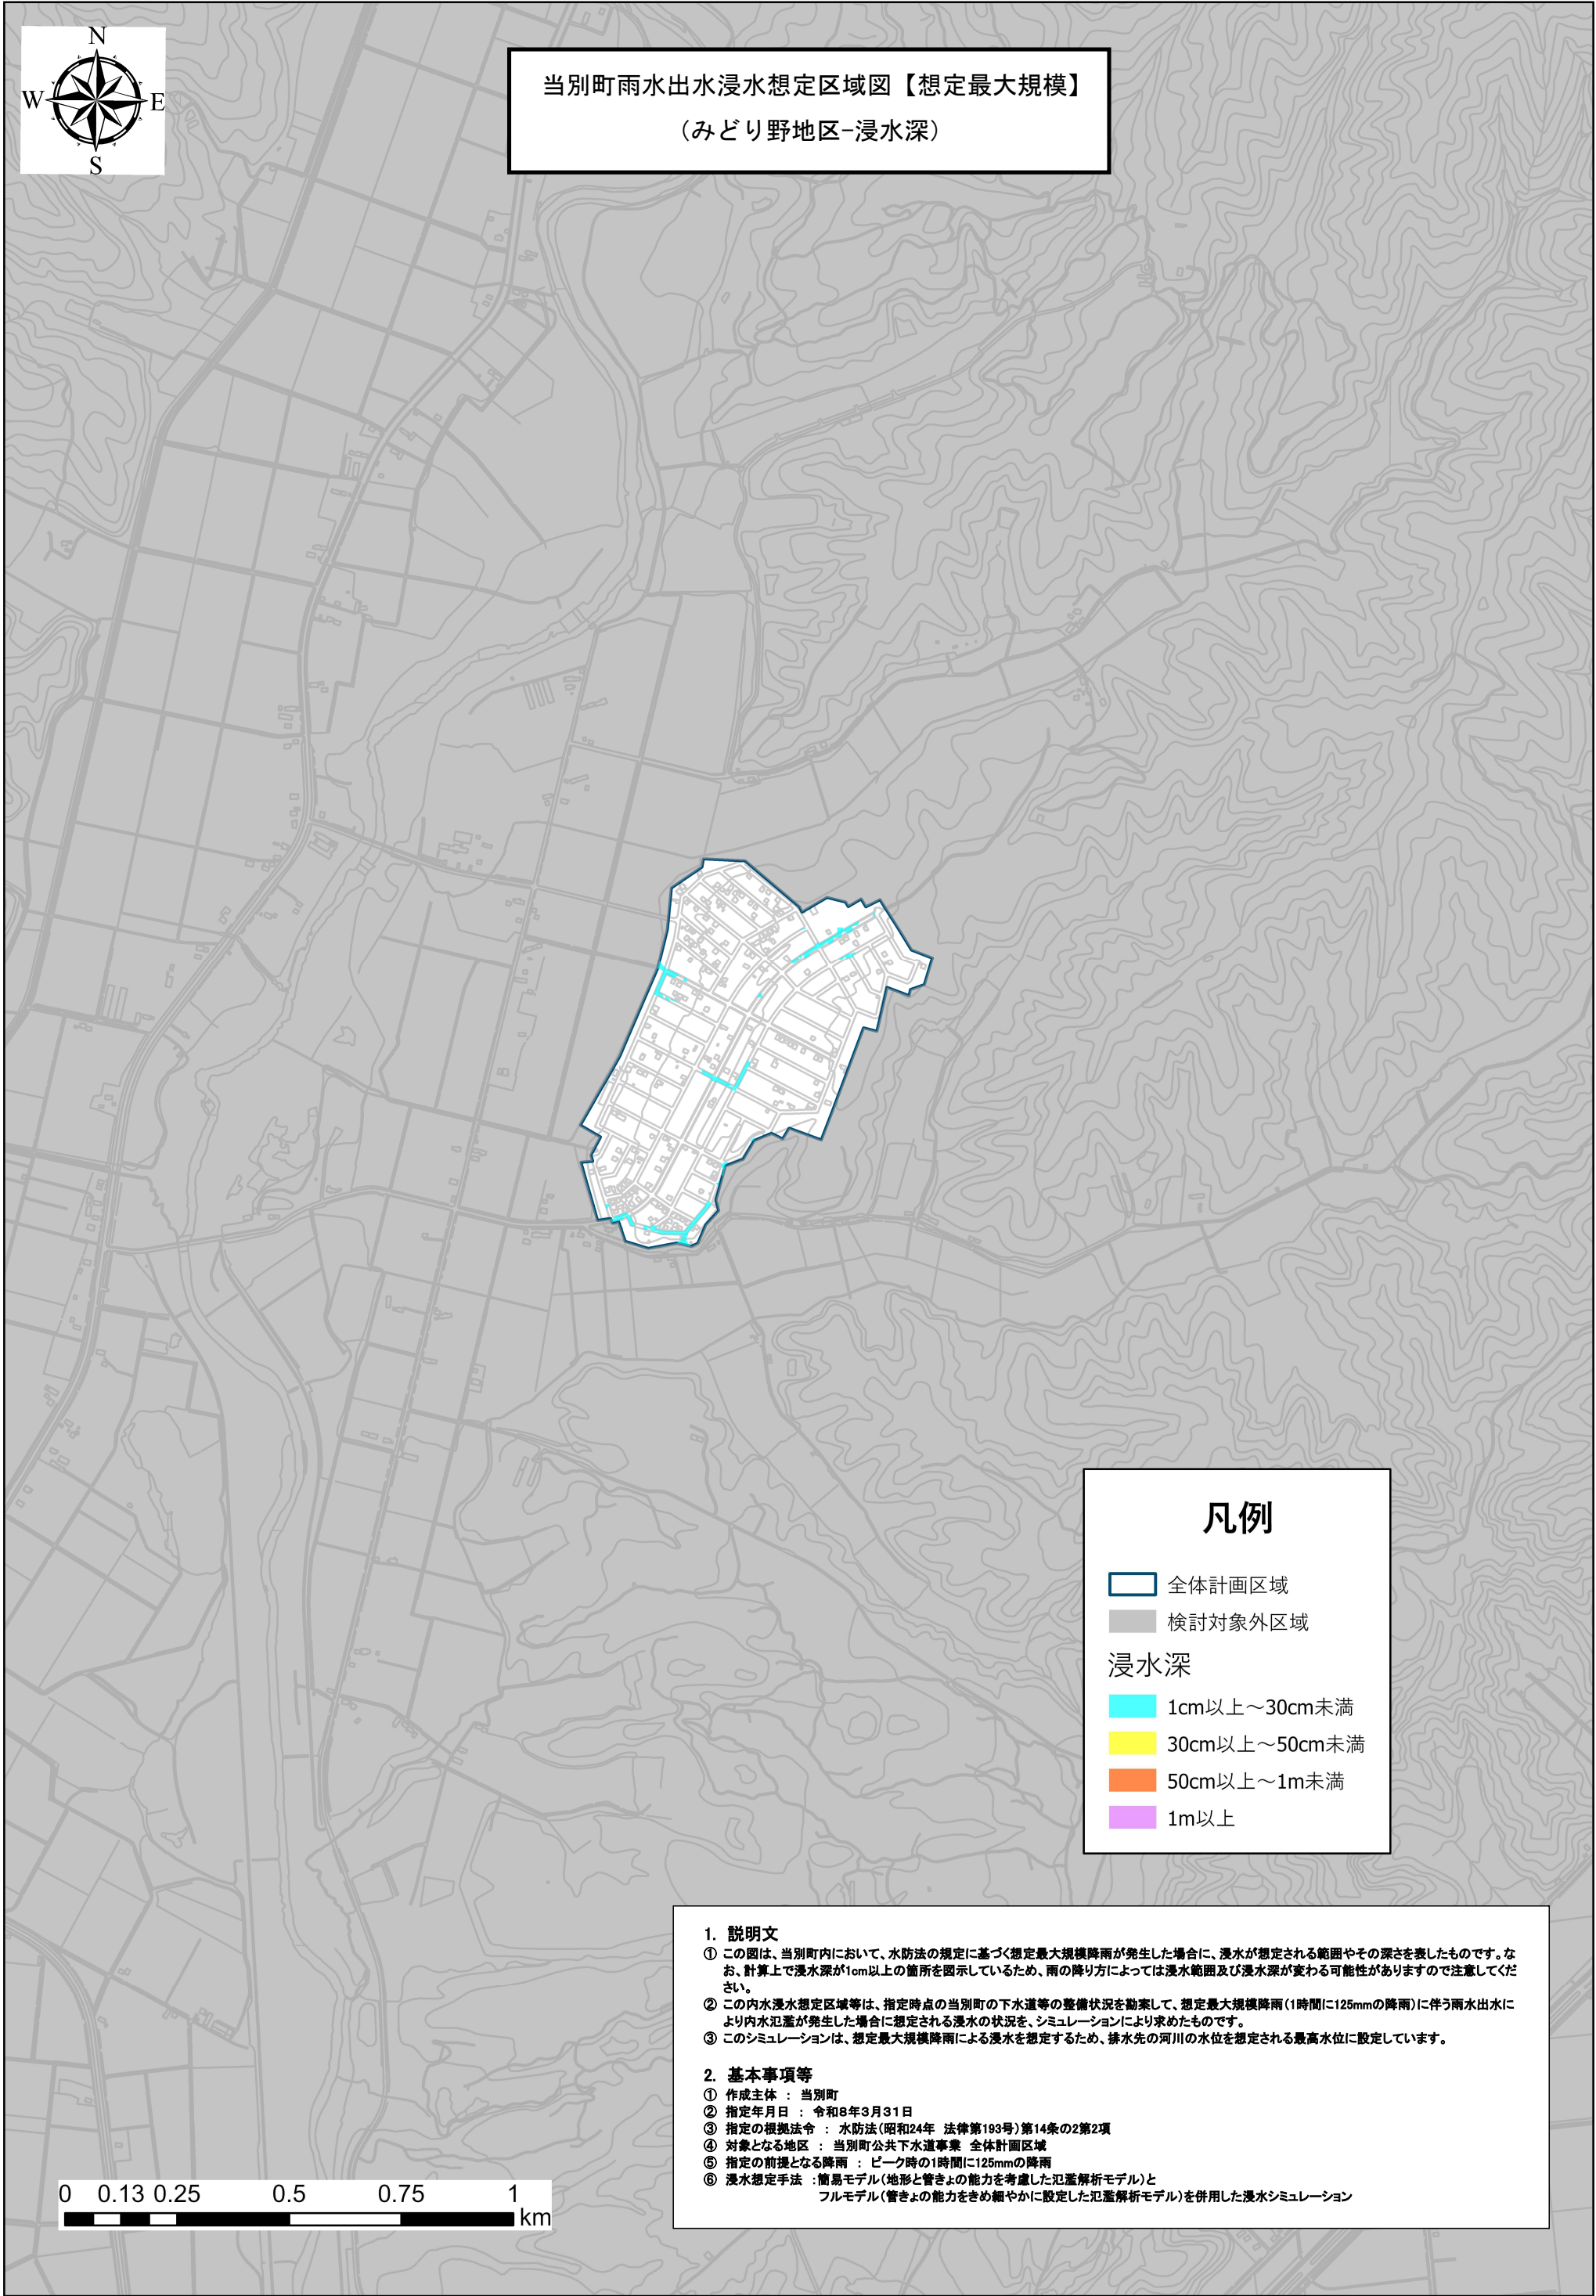 N
W
E
S
当別町雨水出水浸水想定区域図【想定最大規模】
(みどり野地区-浸水深)
凡例
全体計画区域
検討対象外区域
浸水深
1cm以上～30cm未満
30cm以上～50cm未満
50cm以上～1m未満
1m以上
1. 説明文
① この図は、当別町内において、水防法の規定に基づく想定最大規模降雨が発生した場合に、浸水が想定される範囲やその深さを表したものです。な
お、計算上で浸水深が1cm以上の箇所を図示しているため、雨の降り方によっては浸水範囲及び浸水深が変わる可能性がありますので注意してくだ
さい。
② この内水浸水想定区域等は、指定時点の当別町の下水道等の整備状況を勘案して、想定最大規模降雨(1時間に125mmの降雨)に伴う雨水出水に
より内水氾濫が発生した場合に想定される浸水の状況を、シミュレーションにより求めたものです。
③ このシミュレーションは、想定最大規模降雨による浸水を想定するため、排水先の河川の水位を想定される最高水位に設定しています。
2. 基本事項等
① 作成主体 ： 当別町
② 指定年月日 ： 令和8年3月31日
③ 指定の根拠法令 ： 水防法(昭和24年 法律第193号)第14条の2第2項
④ 対象となる地区 ： 当別町公共下水道事業 全体計画区域
⑤ 指定の前提となる降雨 ： ピーク時の1時間に125mmの降雨
⑥ 浸水想定手法 ：簡易モデル(地形と管きょの能力を考慮した氾濫解析モデル)と
フルモデル(管きょの能力をきめ細やかに設定した氾濫解析モデル)を併用した浸水シミュレーション
0 0.13 0.25 0.5 0.75 1
km